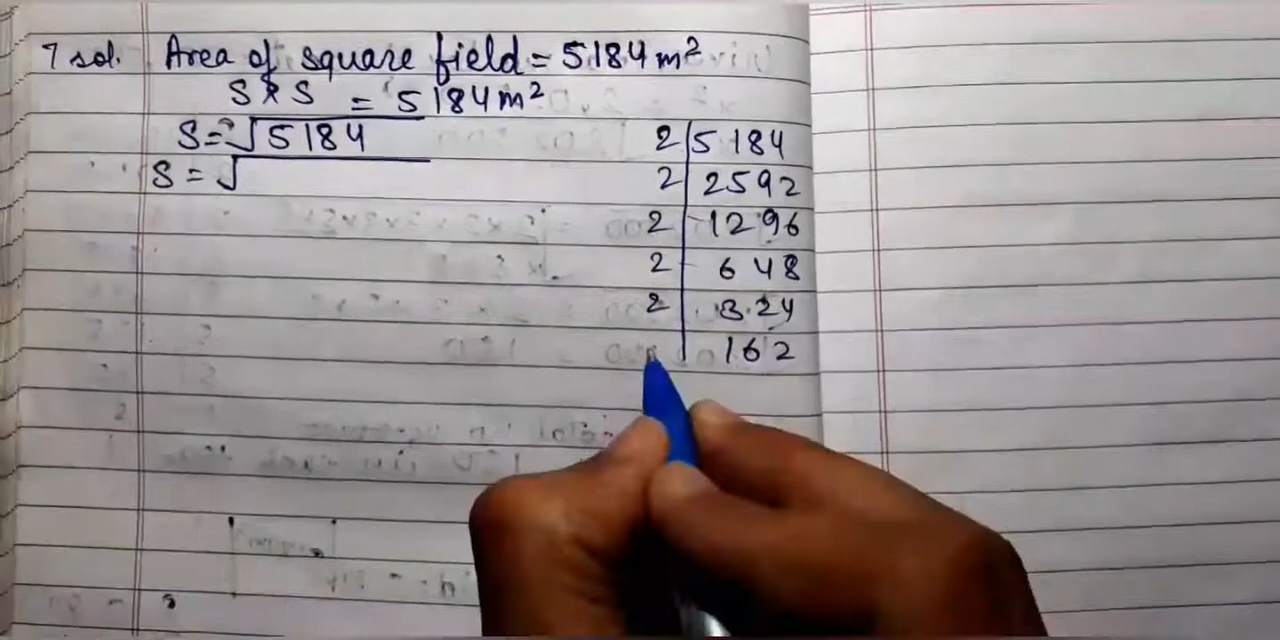 7 sol. Area of square field = 5184 m²
S x S = 5184 m²
S = ²√5184
S = √
2 | 5184
2 | 2592
2 | 1296
2 | 648
2 | 324
162